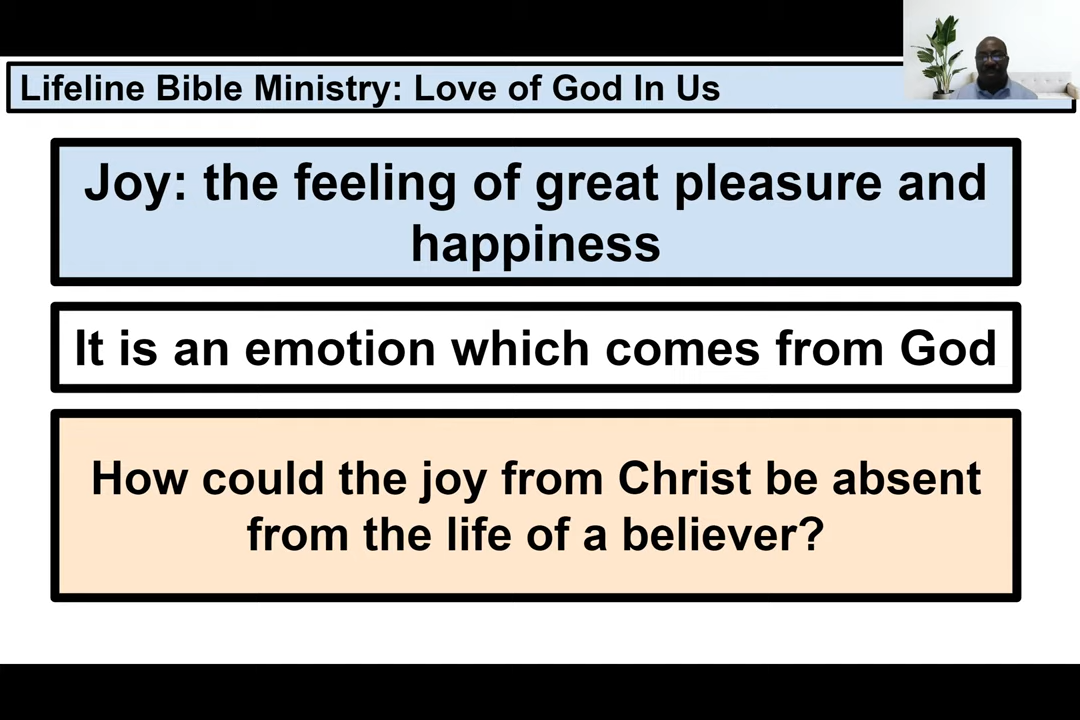 Lifeline Bible Ministry: Love of God In Us
Joy: the feeling of great pleasure and
happiness
It is an emotion which comes from God
How could the joy from Christ be absent
from the life of a believer?